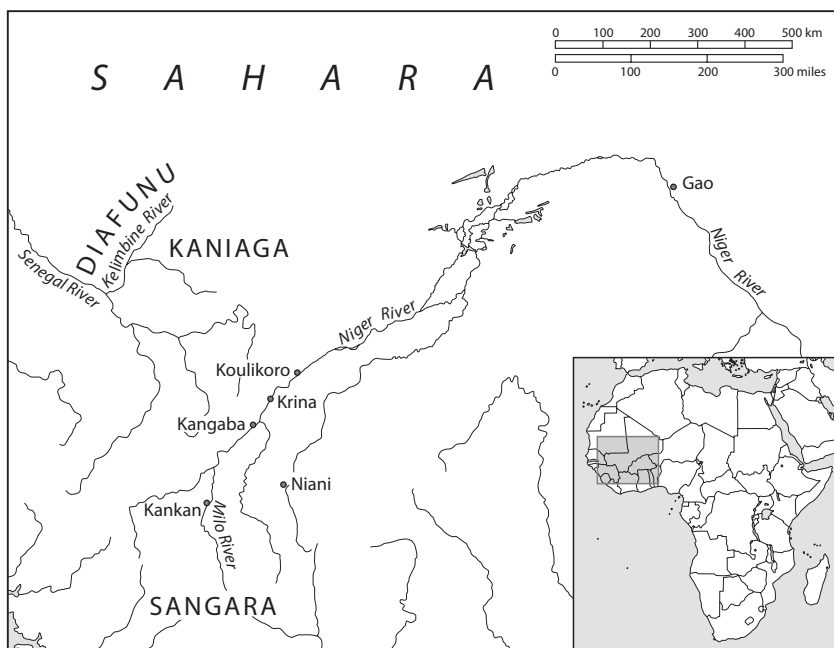 0 100 200 300 400 500 km
0 100 200 300 miles
SAHARA
Gao
DIAFUNU
Kelimbine River
KANIAGA
Senegal River
Niger River
Niger River
Koulikoro
Krina
Kangaba
Niani
Kankan
Milo River
SANGARA